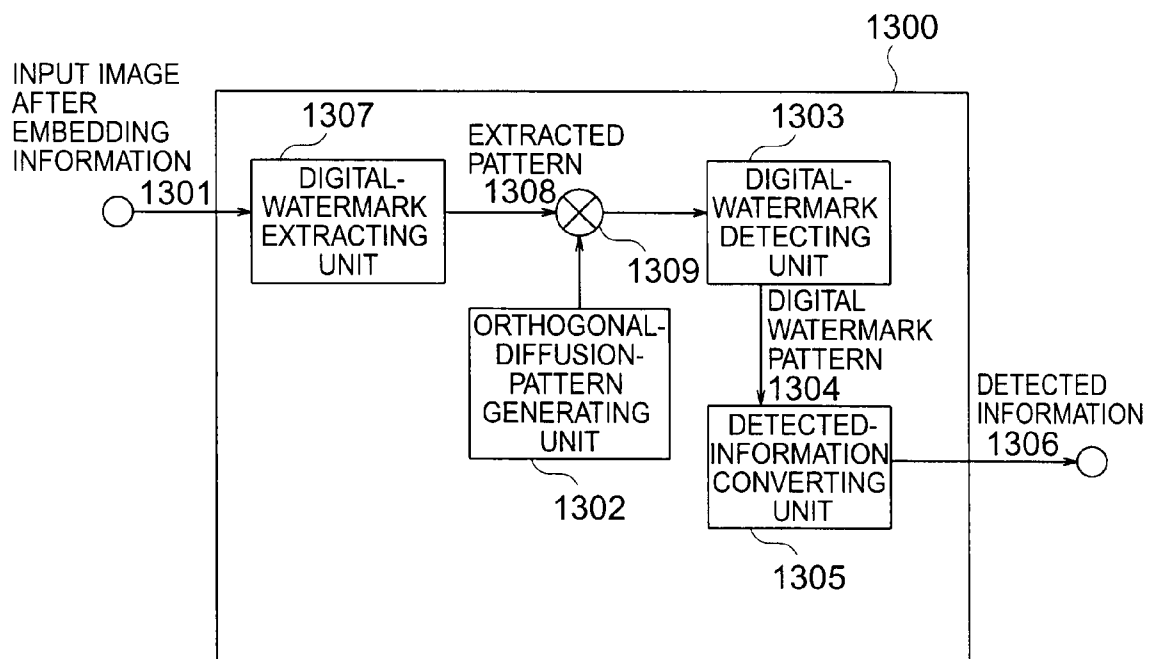 1300
INPUT IMAGE
AFTER
EMBEDDING
INFORMATION
1301
1307
DIGITAL-
WATERMARK
EXTRACTING
UNIT
EXTRACTED
PATTERN
1308
1309
1303
DIGITAL-
WATERMARK
DETECTING
UNIT
ORTHOGONAL-
DIFFUSION-
PATTERN
GENERATING
UNIT
1302
DIGITAL
WATERMARK
PATTERN
1304
DETECTED-
INFORMATION
CONVERTING
UNIT
1305
DETECTED
INFORMATION
1306